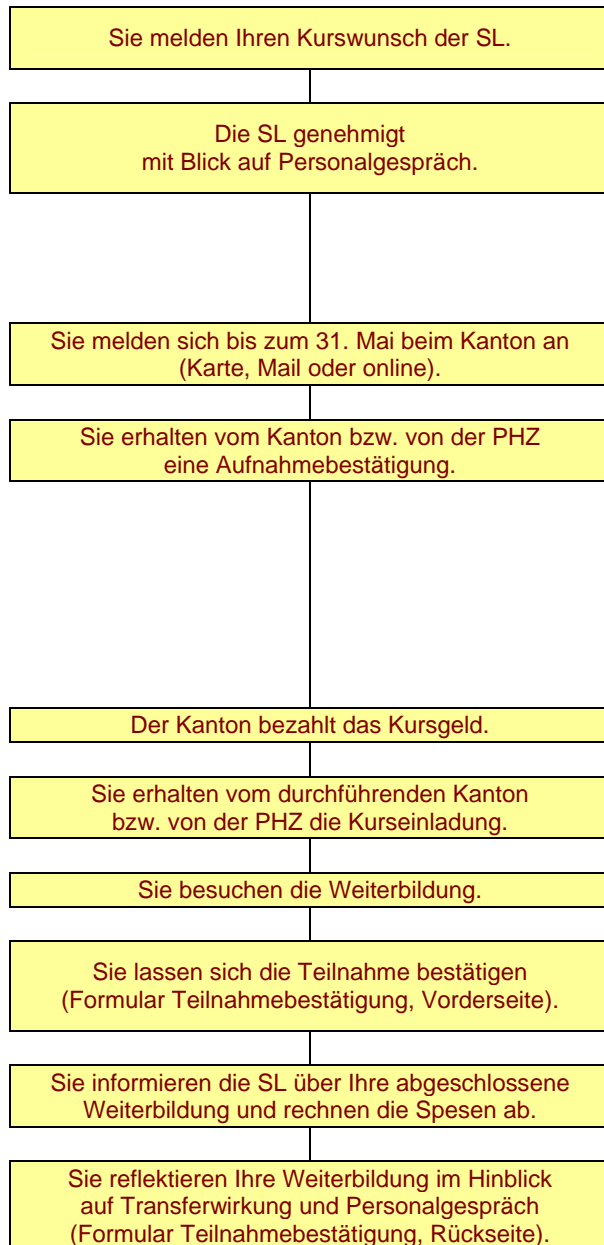 Sie melden Ihren Kurswunsch der SL.
Die SL genehmigt
mit Blick auf Personalgespräch.
Sie melden sich bis zum 31. Mai beim Kanton an
(Karte, Mail oder online).
Sie erhalten vom Kanton bzw. von der PHZ
eine Aufnahmebestätigung.
Der Kanton bezahlt das Kursgeld.
Sie erhalten vom durchführenden Kanton
bzw. von der PHZ die Kurseinladung.
Sie besuchen die Weiterbildung.
Sie lassen sich die Teilnahme bestätigen
(Formular Teilnahmebestätigung, Vorderseite).
Sie informieren die SL über Ihre abgeschlossene
Weiterbildung und rechnen die Spesen ab.
Sie reflektieren Ihre Weiterbildung im Hinblick
auf Transferwirkung und Personalgespräch
(Formular Teilnahmebestätigung, Rückseite).